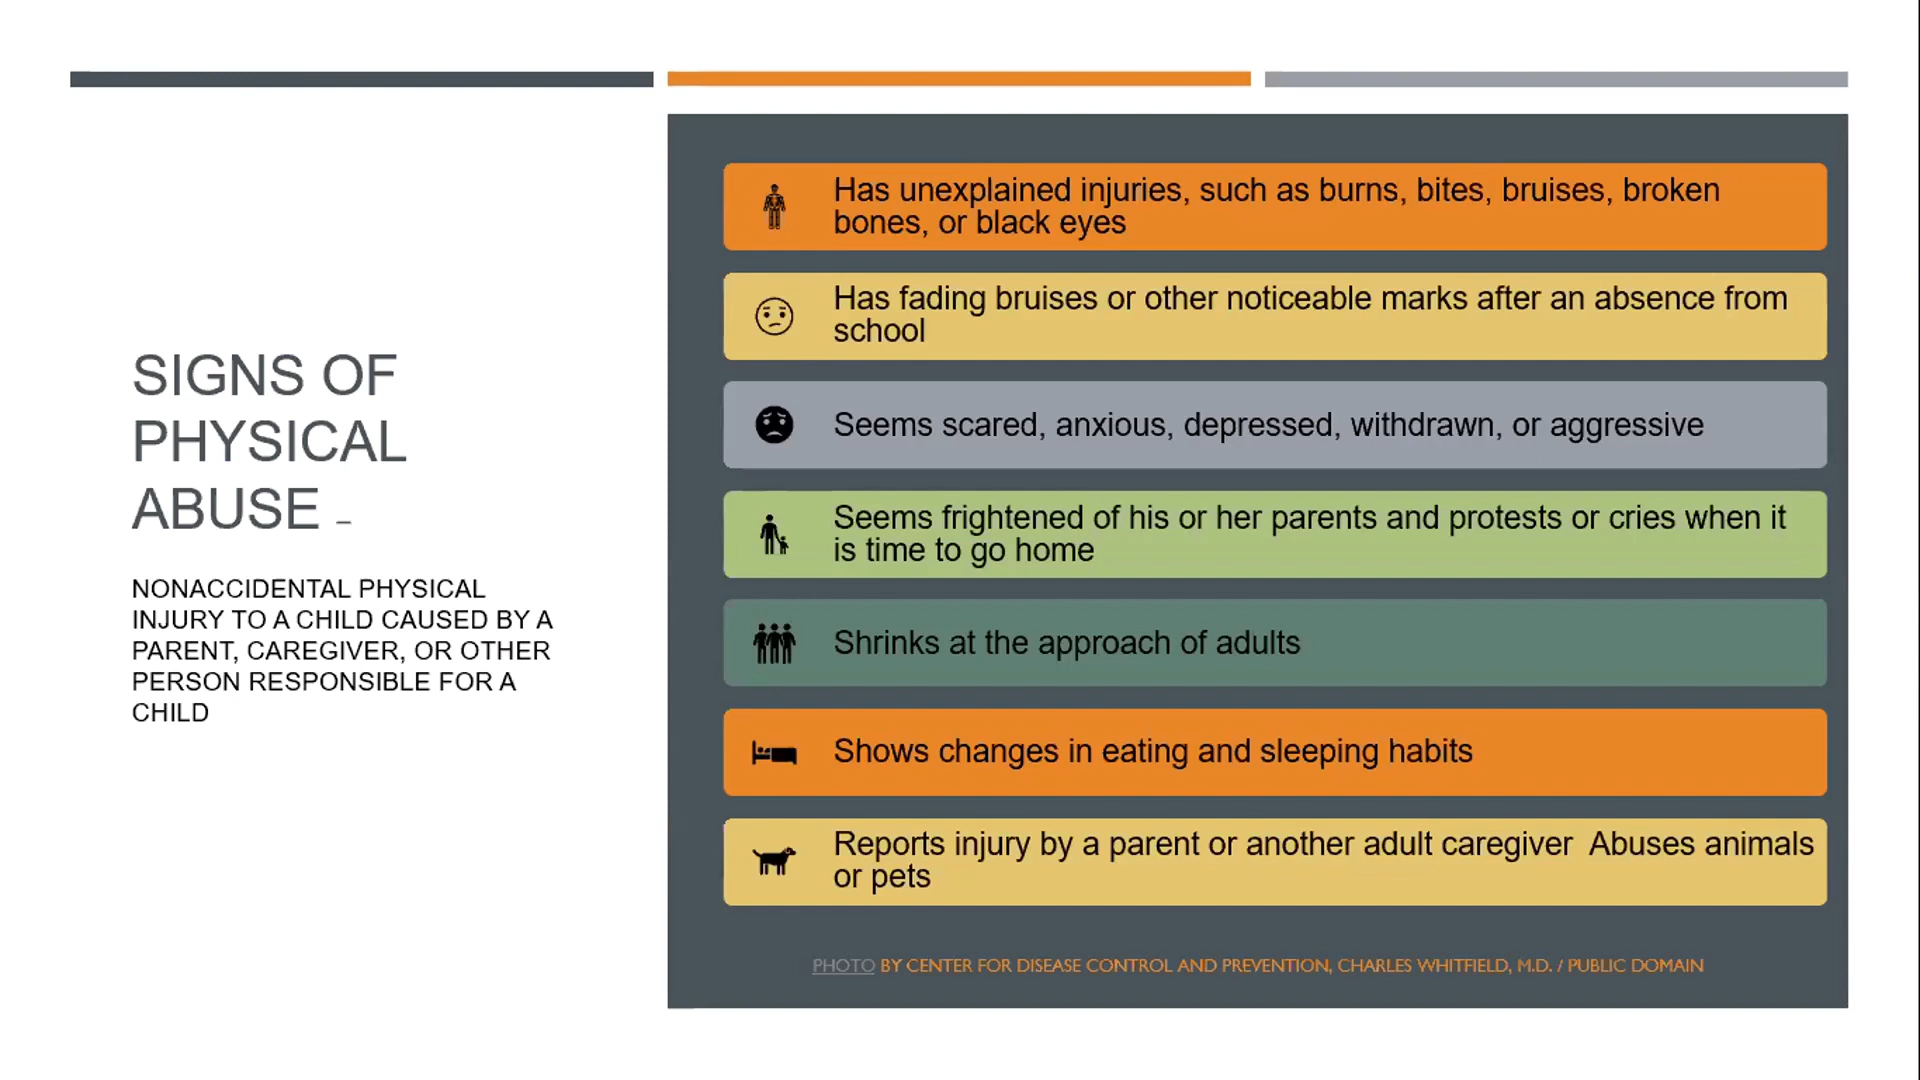 SIGNS OF
PHYSICAL
ABUSE –
NONACCIDENTAL PHYSICAL
INJURY TO A CHILD CAUSED BY A
PARENT, CAREGIVER, OR OTHER
PERSON RESPONSIBLE FOR A
CHILD
Has unexplained injuries, such as burns, bites, bruises, broken
bones, or black eyes
Has fading bruises or other noticeable marks after an absence from
school
Seems scared, anxious, depressed, withdrawn, or aggressive
Seems frightened of his or her parents and protests or cries when it
is time to go home
Shrinks at the approach of adults
Shows changes in eating and sleeping habits
Reports injury by a parent or another adult caregiver  Abuses animals
or pets
PHOTO BY CENTER FOR DISEASE CONTROL AND PREVENTION, CHARLES WHITFIELD, M.D. / PUBLIC DOMAIN